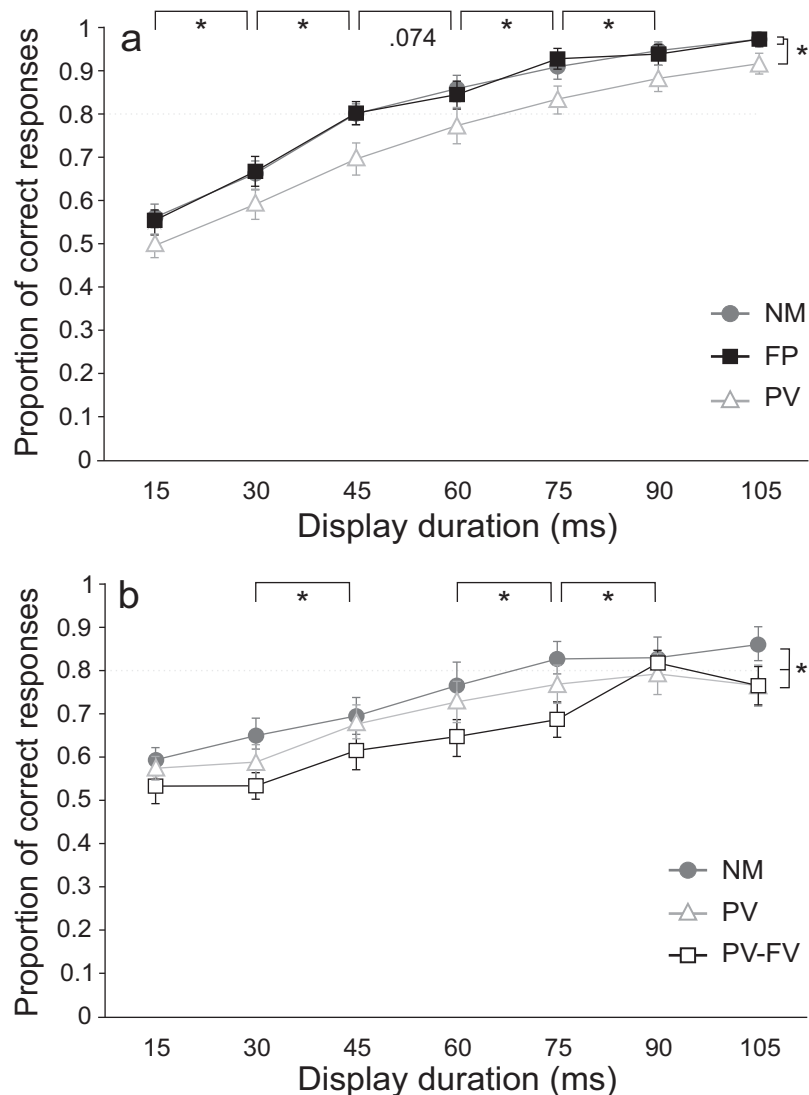 a
* * .074 * *
1
0.9
0.8
0.7
0.6
0.5
0.4
0.3
0.2
0.1
0
*
Proportion of correct responses
NM
FP
PV
15 30 45 60 75 90 105
Display duration (ms)
b
* * *
1
0.9
0.8
0.7
0.6
0.5
0.4
0.3
0.2
0.1
0
*
Proportion of correct responses
NM
PV
PV-FV
15 30 45 60 75 90 105
Display duration (ms)